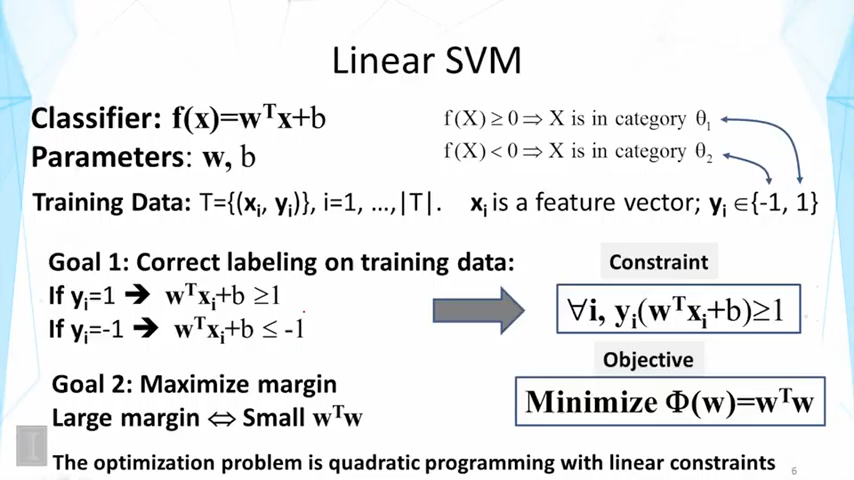 Linear SVM
Classifier: f(x)=wᵀx+b
f(X) ≥ 0 ⇒ X is in category θ₁
Parameters: w, b
f(X) < 0 ⇒ X is in category θ₂
Training Data: T={(xᵢ, yᵢ)}, i=1, …,|T|. xᵢ is a feature vector; yᵢ ∈{-1, 1}
Goal 1: Correct labeling on training data:
If yᵢ=1 ➔ wᵀxᵢ+b ≥1
If yᵢ=-1 ➔ wᵀxᵢ+b ≤ -1
Constraint
∀i, yᵢ(wᵀxᵢ+b)≥1
Objective
Minimize Φ(w)=wᵀw
Goal 2: Maximize margin
Large margin ⇔ Small wᵀw
The optimization problem is quadratic programming with linear constraints
6